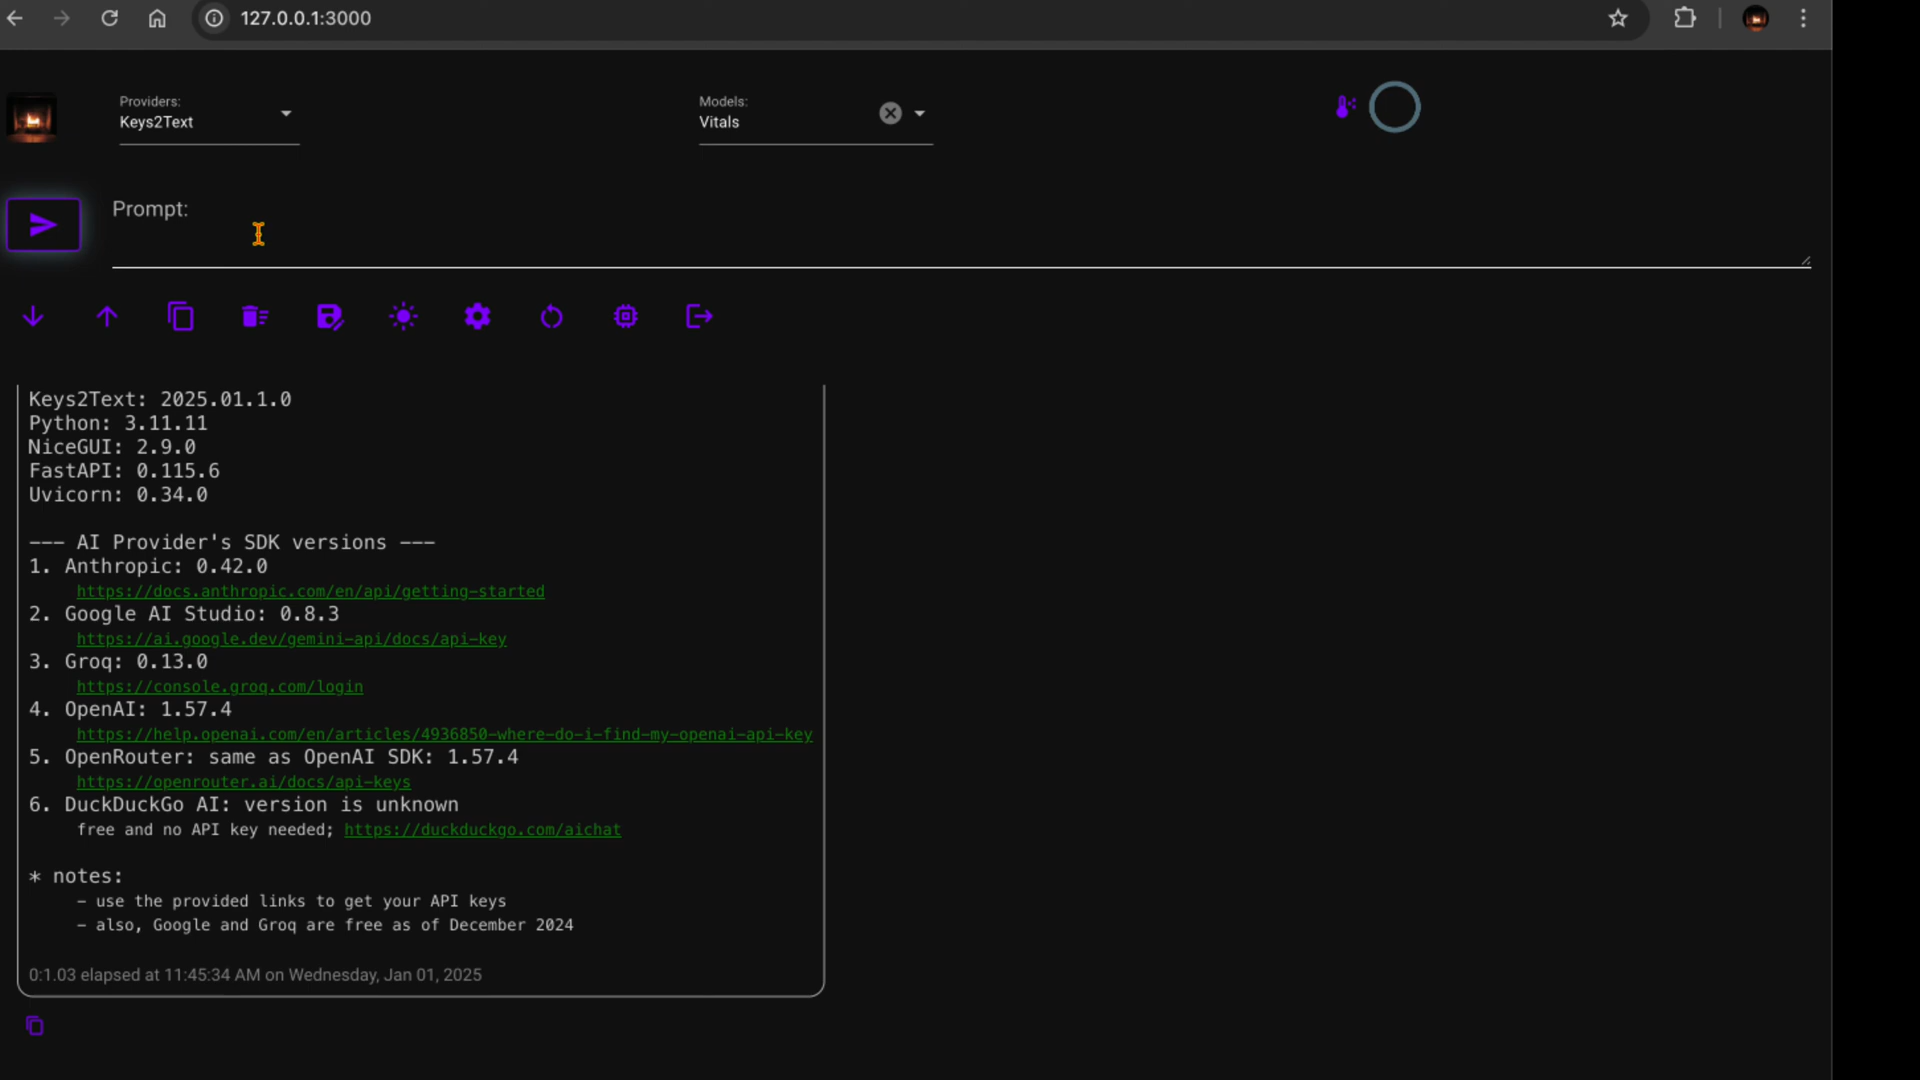 127.0.0.1:3000
Providers:
Keys2Text
Models:
Vitals
Prompt:
Keys2Text: 2025.01.1.0
Python: 3.11.11
NiceGUI: 2.9.0
FastAPI: 0.115.6
Uvicorn: 0.34.0
--- AI Provider's SDK versions ---
1. Anthropic: 0.42.0
https://docs.anthropic.com/en/api/getting-started
2. Google AI Studio: 0.8.3
https://ai.google.dev/gemini-api/docs/api-key
3. Groq: 0.13.0
https://console.groq.com/login
4. OpenAI: 1.57.4
https://help.openai.com/en/articles/4936850-where-do-i-find-my-openai-api-key
5. OpenRouter: same as OpenAI SDK: 1.57.4
https://openrouter.ai/docs/api-keys
6. DuckDuckGo AI: version is unknown
free and no API key needed; https://duckduckgo.com/aichat
* notes:
- use the provided links to get your API keys
- also, Google and Groq are free as of December 2024
0:1.03 elapsed at 11:45:34 AM on Wednesday, Jan 01, 2025